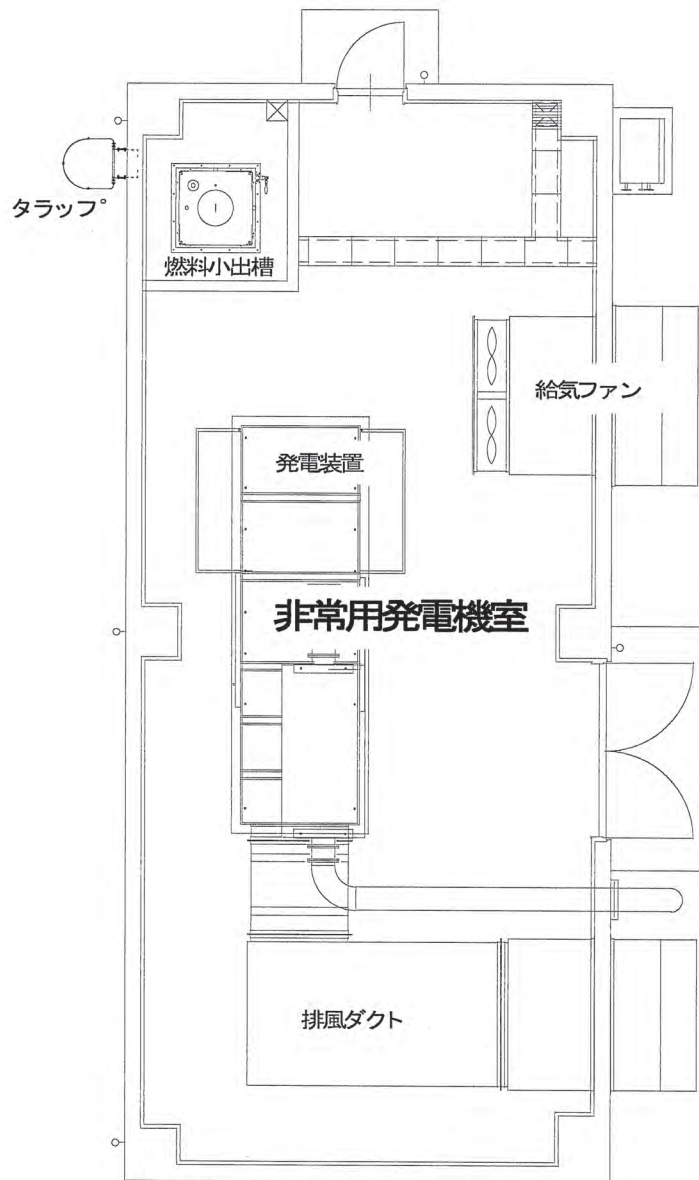 タラップ
燃料小出槽
給気ファン
発電装置
非常用発電機室
排風ダクト